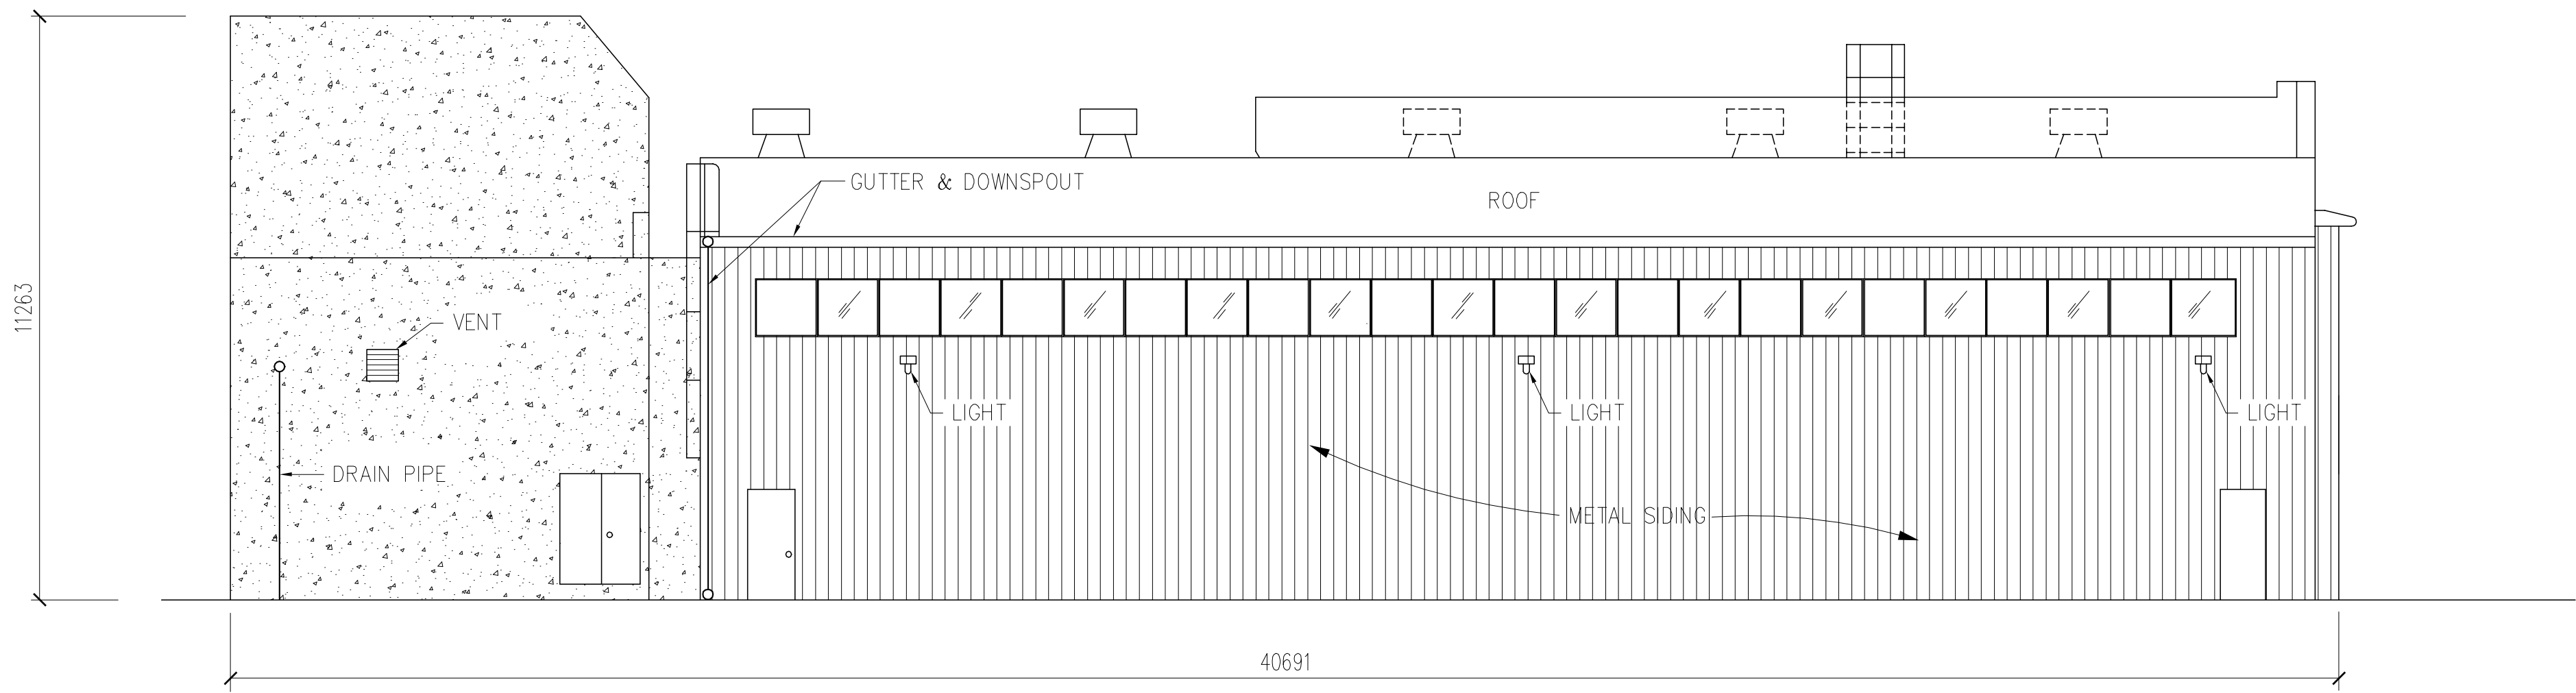 GUTTER & DOWNSPOUT
ROOF
11263
VENT
LIGHT
LIGHT
LIGHT
DRAIN PIPE
METAL SIDING
40691